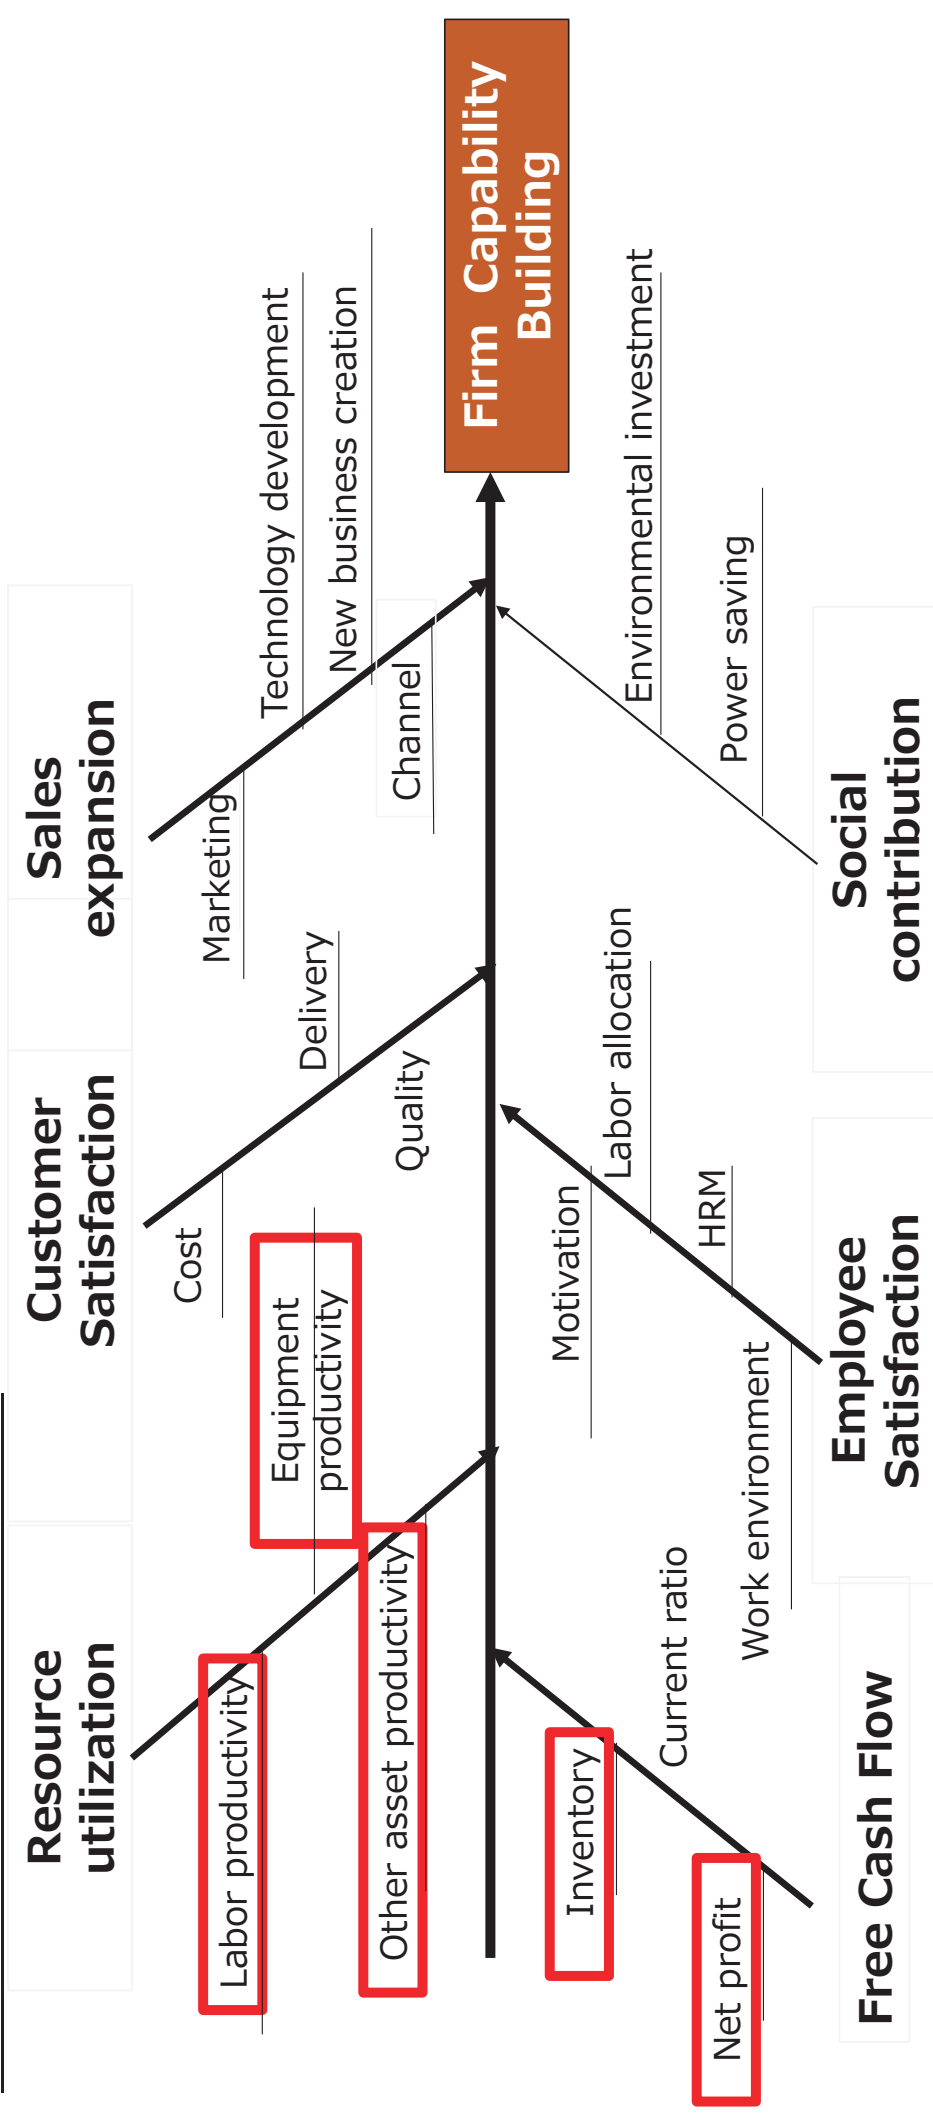 Resource
utilization
Customer
Satisfaction
Sales
expansion
Labor productivity
Equipment
productivity
Other asset productivity
Cost
Delivery
Quality
Marketing
Technology development
New business creation
Channel
Firm Capability
Building
Inventory
Current ratio
Net profit
Motivation
Labor allocation
HRM
Work environment
Environmental investment
Power saving
Free Cash Flow
Employee
Satisfaction
Social
contribution